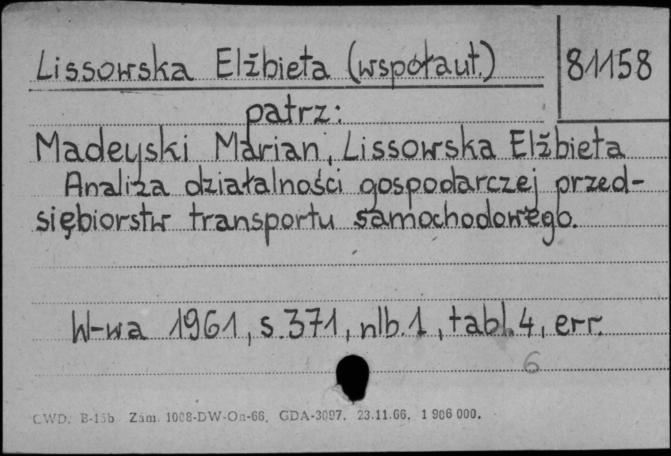 Lissowska Elżbieta (współaut.) 81158
patrz:
Madeyski Marian, Lissowska Elżbieta
Analiza działalności gospodarczej przed-
siębiorstw transportu samochodowego.
W-wa 1961, s.371, nlb.1, tabl.4, err.
6
CWD. B-15b Zam. 1008-DW-On-66. GDA-3097. 23.11.66. 1 906 000.